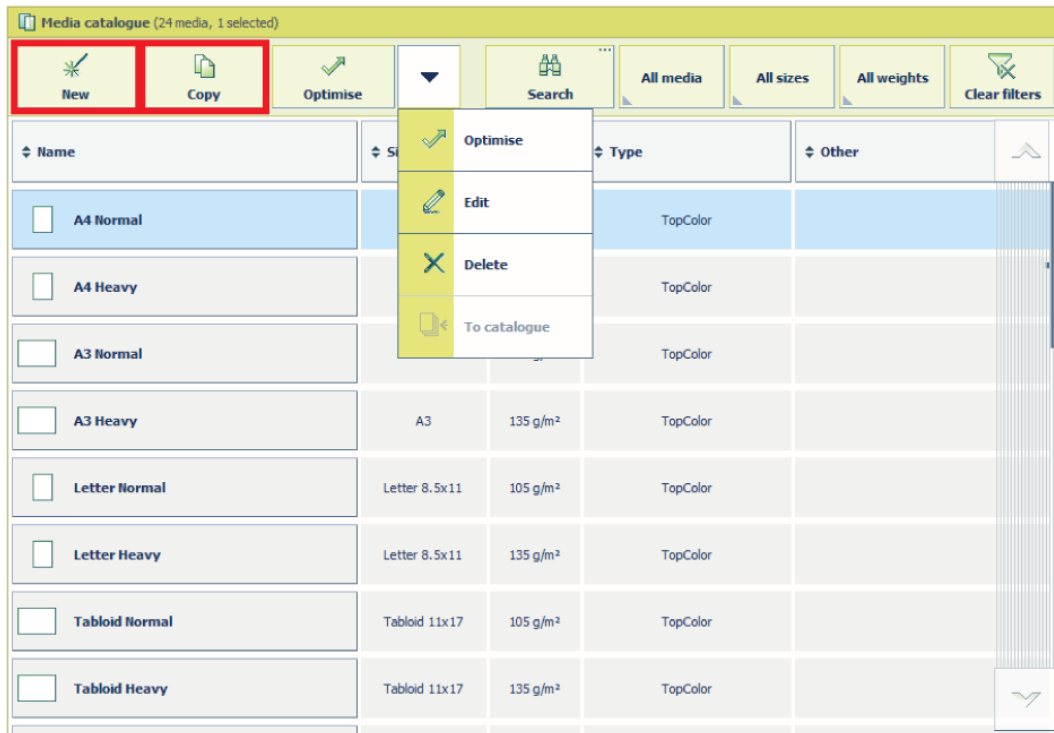 Media catalogue (24 media, 1 selected)
New Copy Optimise Search ... All media All sizes All weights Clear filters
Optimise
Edit
Delete
To catalogue
Name Type Other
A4 Normal TopColor
A4 Heavy TopColor
A3 Normal TopColor
A3 Heavy A3 135 g/m² TopColor
Letter Normal Letter 8.5x11 105 g/m² TopColor
Letter Heavy Letter 8.5x11 135 g/m² TopColor
Tabloid Normal Tabloid 11x17 105 g/m² TopColor
Tabloid Heavy Tabloid 11x17 135 g/m² TopColor